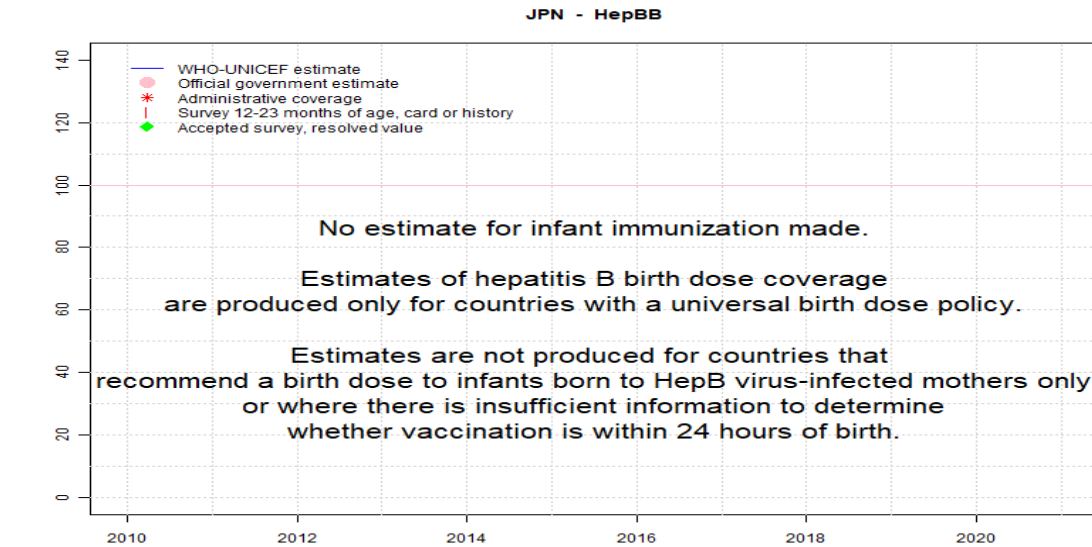 JPN - HepBB
WHO-UNICEF estimate
Official government estimate
Administrative coverage
Survey 12-23 months of age, card or history
Accepted survey, resolved value
140
120
100
80
60
40
20
0
No estimate for infant immunization made.
Estimates of hepatitis B birth dose coverage
are produced only for countries with a universal birth dose policy.
Estimates are not produced for countries that
recommend a birth dose to infants born to HepB virus-infected mothers only
or where there is insufficient information to determine
whether vaccination is within 24 hours of birth.
2010 2012 2014 2016 2018 2020